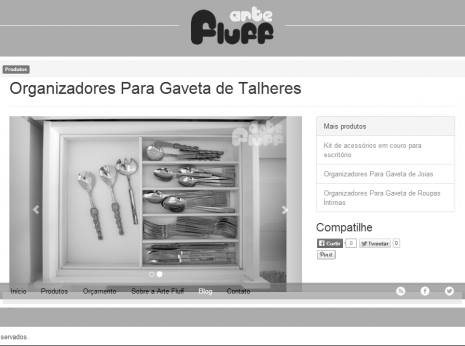 arte
Fluff
Produtos
Organizadores Para Gaveta de Talheres
arte
Fluff
Mais produtos
Kit de acessórios em couro para
escritório
Organizadores Para Gaveta de Joias
Organizadores Para Gaveta de Roupas
Íntimas
Compatilhe
Curtir 0 Tweetar 0
Pin it
Início Produtos Orçamento Sobre a Arte Fluff Blog Contato
servados.